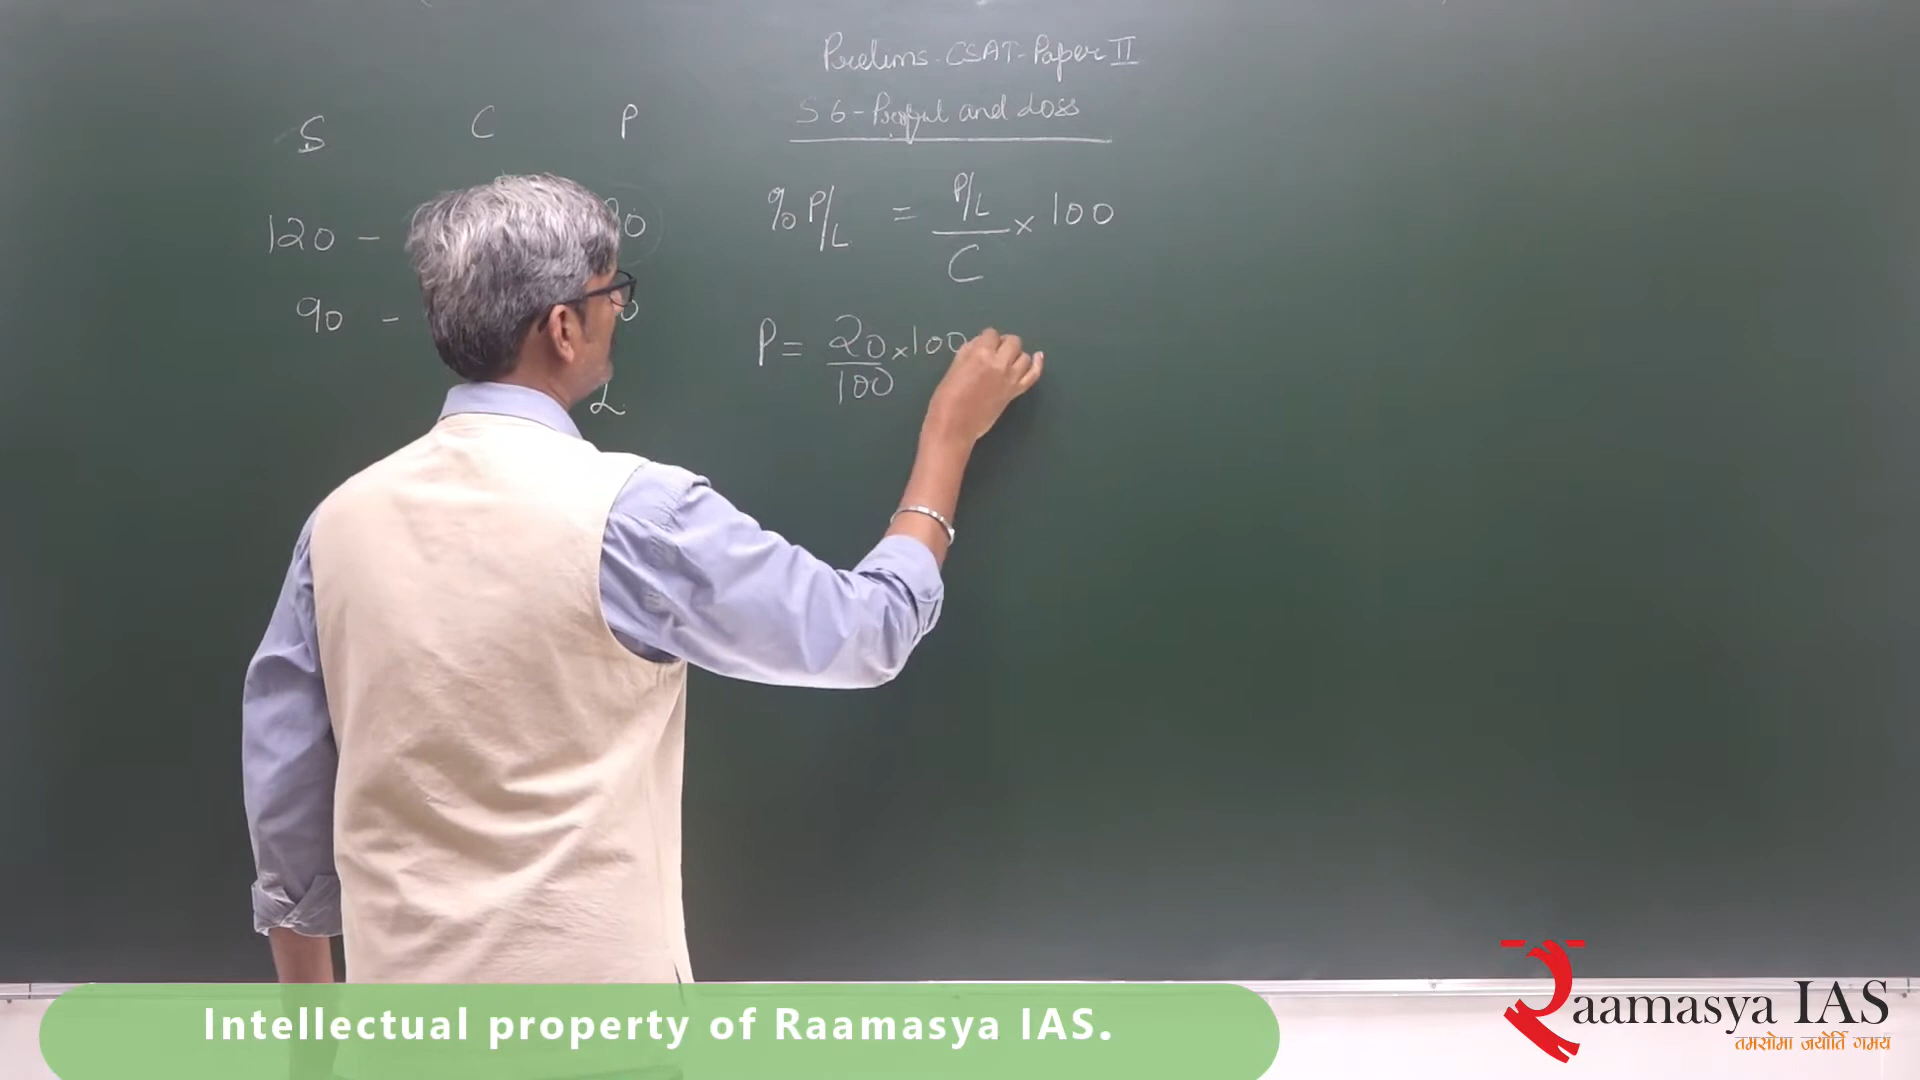 Prelims - CSAT - Paper II
S6 - Profit and Loss
S C P
120 -
90 -
L
% P/L = P/L / C × 100
P = 20/100 × 100
Intellectual property of Raamasya IAS.
Raamasya IAS
तमसोमा ज्योर्ति गमय